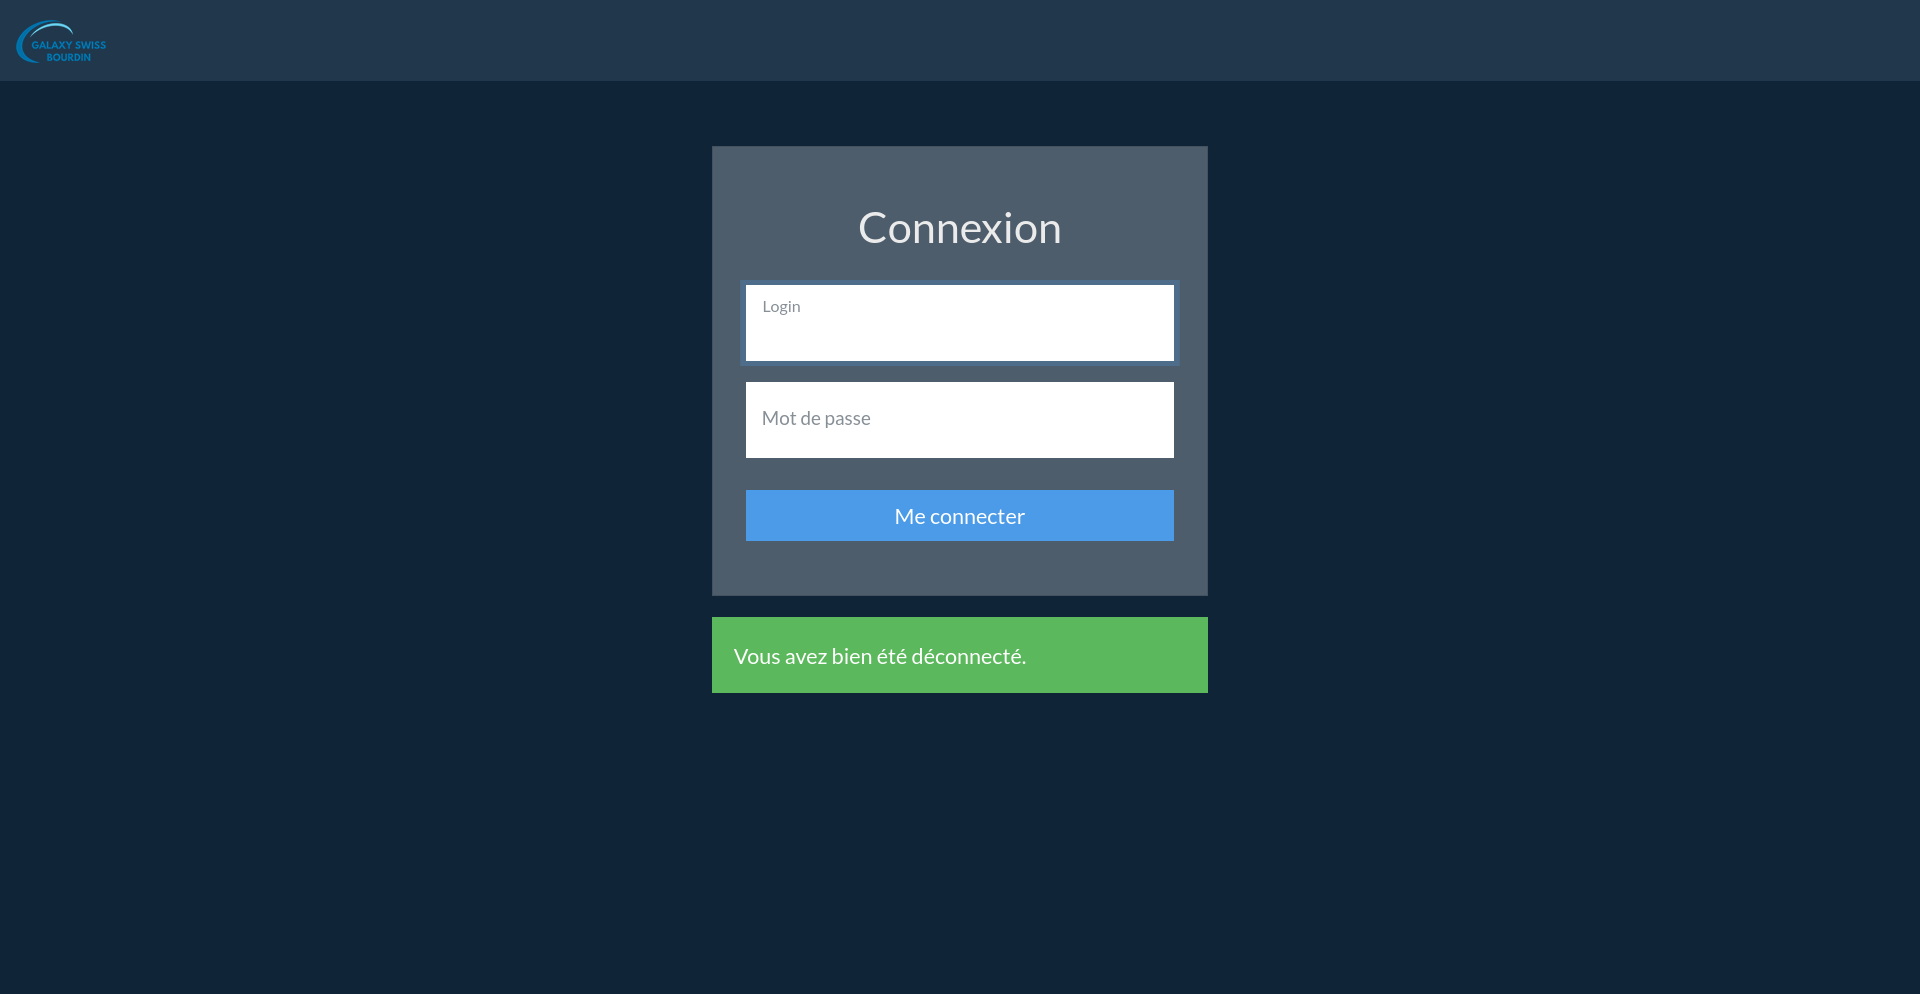 GALAXY SWISS
BOURDIN
Connexion
Login
Mot de passe
Me connecter
Vous avez bien été déconnecté.